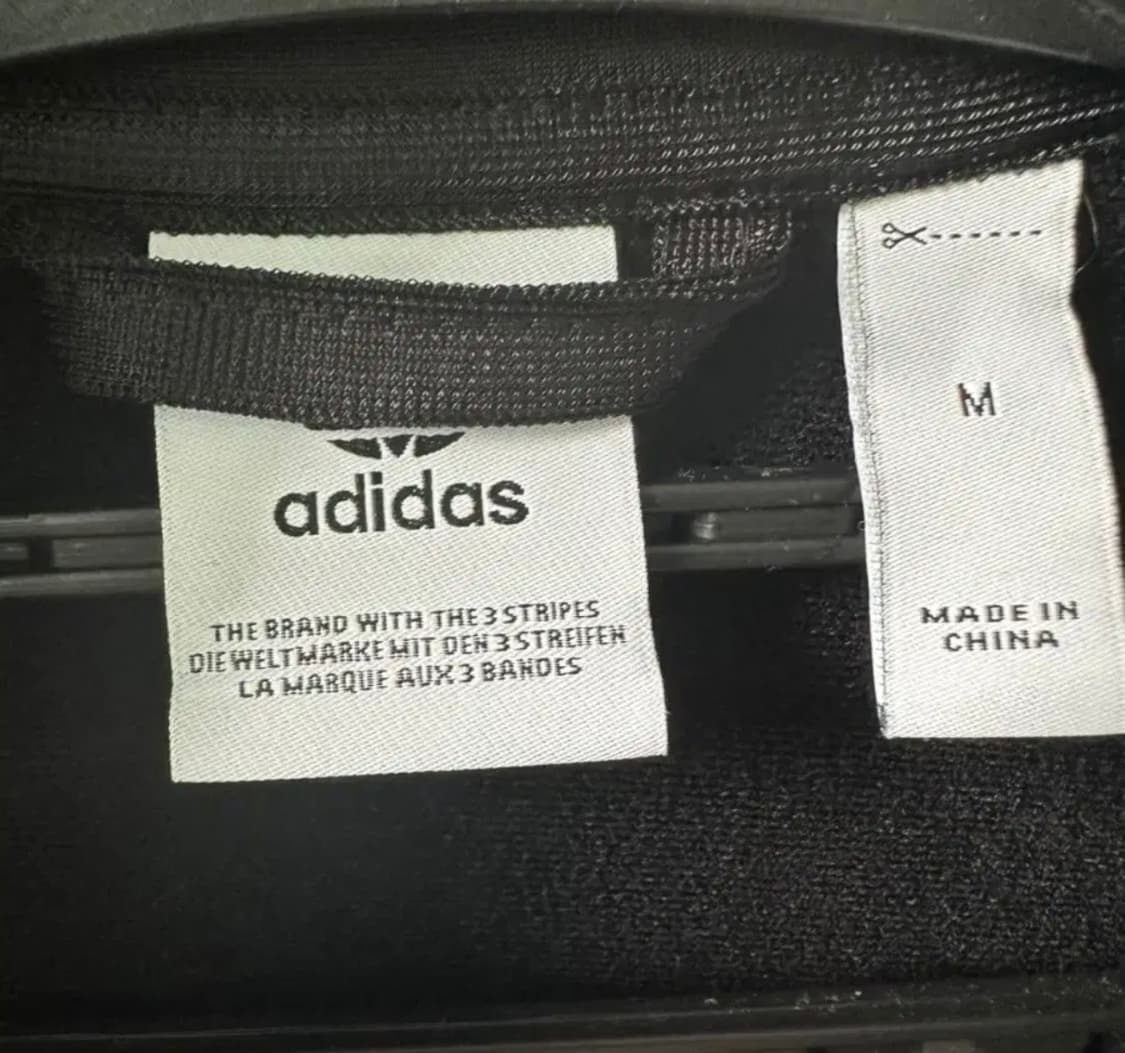 adidas
THE BRAND WITH THE 3 STRIPES
DIE WELTMARKE MIT DEN 3 STREIFEN
LA MARQUE AUX 3 BANDES
M
MADE IN
CHINA